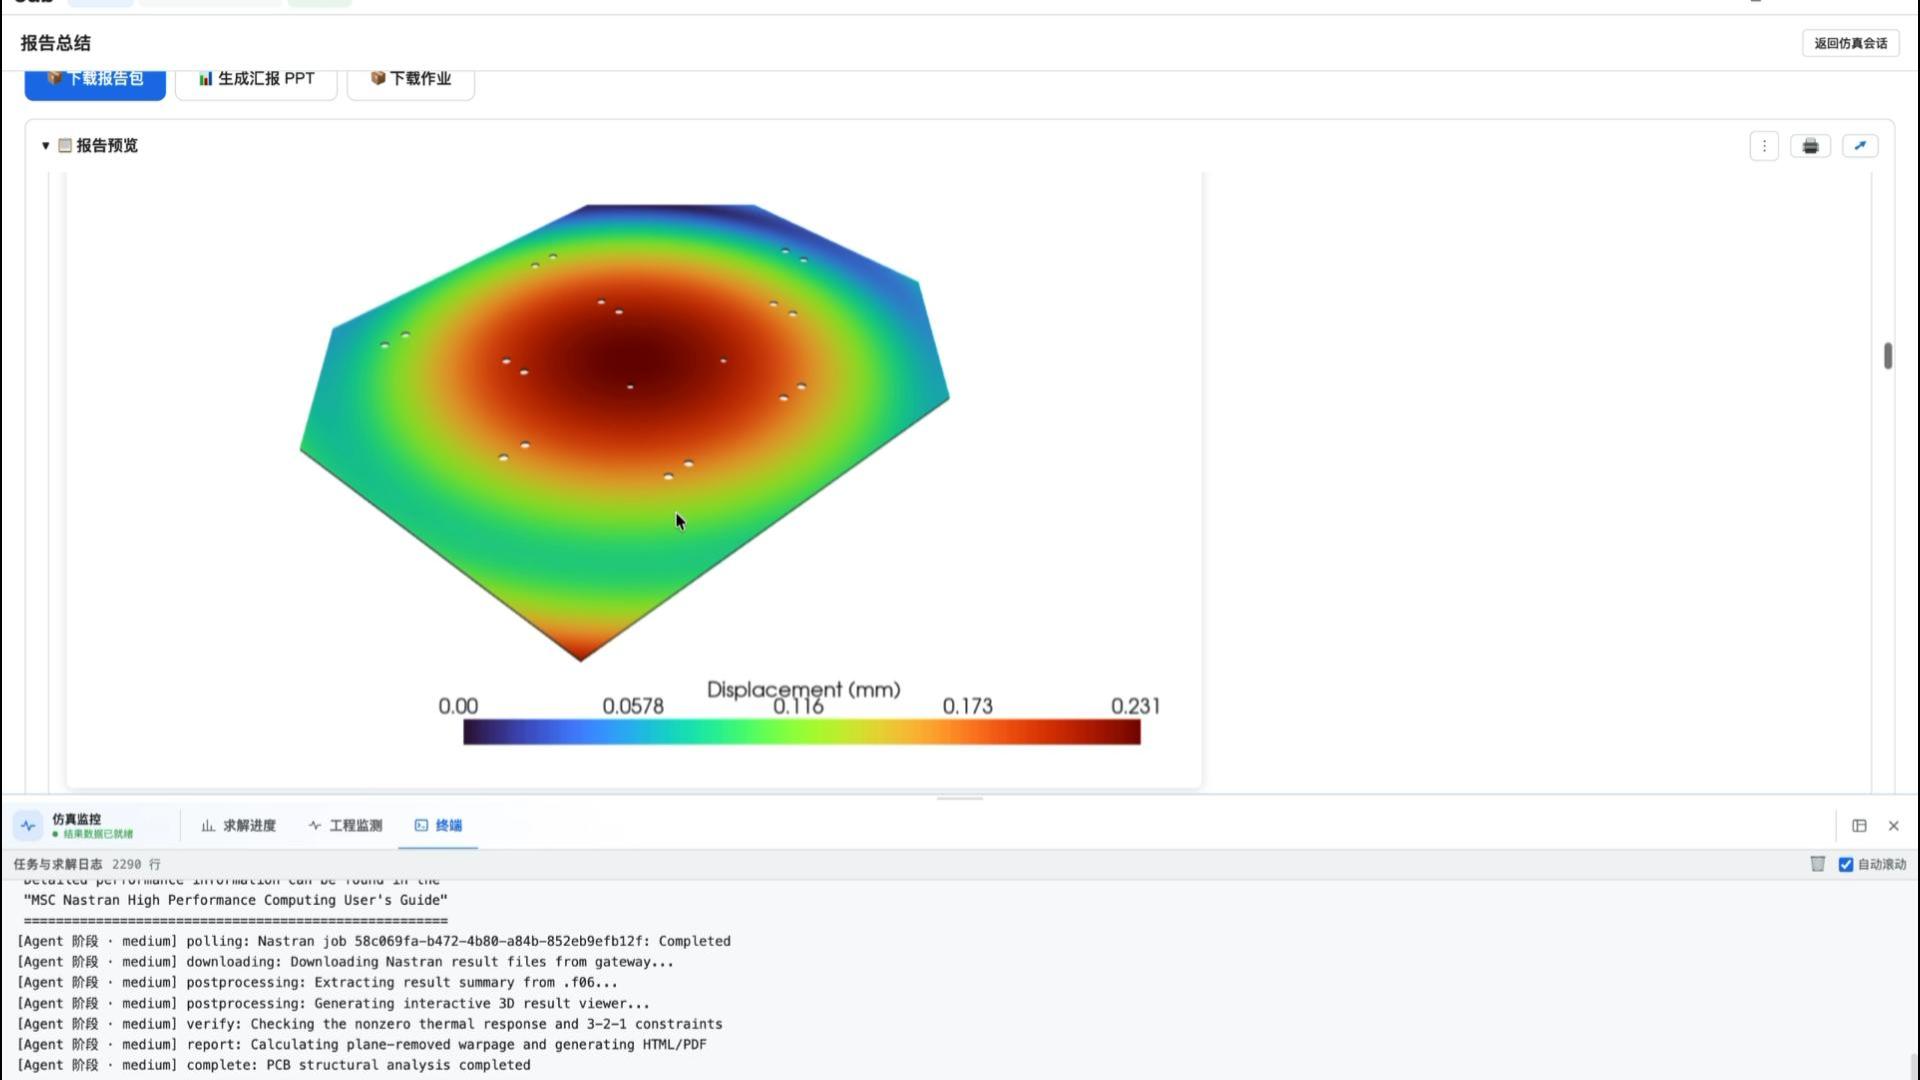 报告总结
返回仿真会话
下载报告包
生成汇报 PPT
下载作业
▼ 报告预览
Displacement (mm)
0.00 0.0578 0.116 0.173 0.231
仿真监控
结果数据已就绪
求解进度
工程监测
终端
任务与求解日志 2290 行
自动滚动
Detailed performance information can be found in the
"MSC Nastran High Performance Computing User's Guide"
=====================================================
[Agent 阶段 · medium] polling: Nastran job 58c069fa-b472-4b80-a84b-852eb9efb12f: Completed
[Agent 阶段 · medium] downloading: Downloading Nastran result files from gateway...
[Agent 阶段 · medium] postprocessing: Extracting result summary from .f06...
[Agent 阶段 · medium] postprocessing: Generating interactive 3D result viewer...
[Agent 阶段 · medium] verify: Checking the nonzero thermal response and 3-2-1 constraints
[Agent 阶段 · medium] report: Calculating plane-removed warpage and generating HTML/PDF
[Agent 阶段 · medium] complete: PCB structural analysis completed